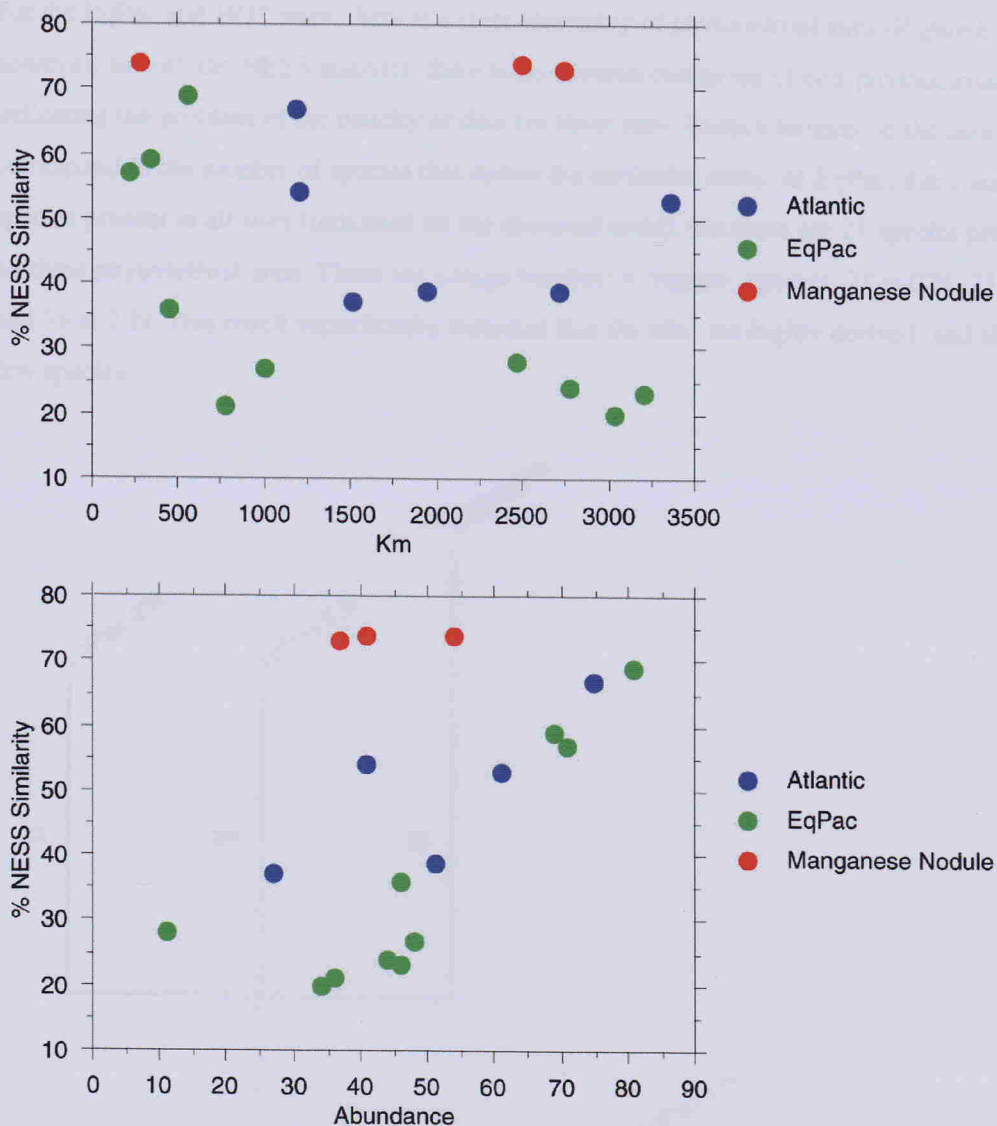 80
70
60
50
40
30
20
10
% NESS Similarity
0 500 1000 1500 2000 2500 3000 3500
Km
Atlantic
EqPac
Manganese Nodule
80
70
60
50
40
30
20
10
% NESS Similarity
0 10 20 30 40 50 60 70 80 90
Abundance
Atlantic
EqPac
Manganese Nodule